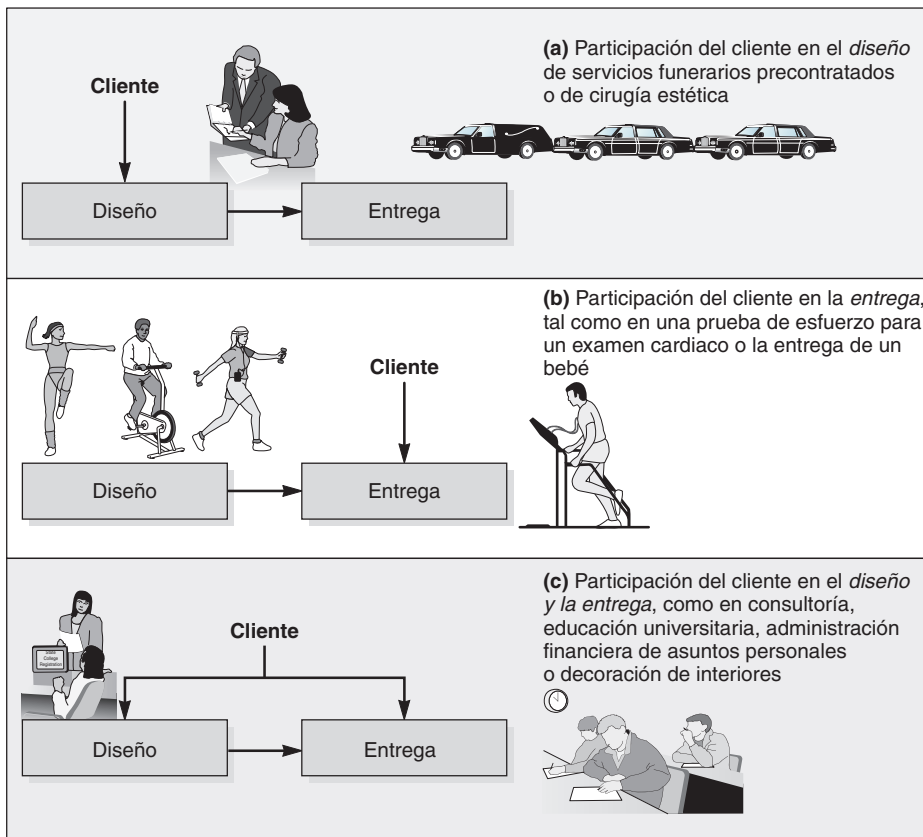 (a) Participación del cliente en el diseño
de servicios funerarios precontratados
o de cirugía estética
Cliente
Diseño
Entrega
(b) Participación del cliente en la entrega,
tal como en una prueba de esfuerzo para
un examen cardiaco o la entrega de un
bebé
Cliente
Diseño
Entrega
(c) Participación del cliente en el diseño
y la entrega, como en consultoría,
educación universitaria, administración
financiera de asuntos personales
o decoración de interiores
Cliente
State
College
Registration
Diseño
Entrega